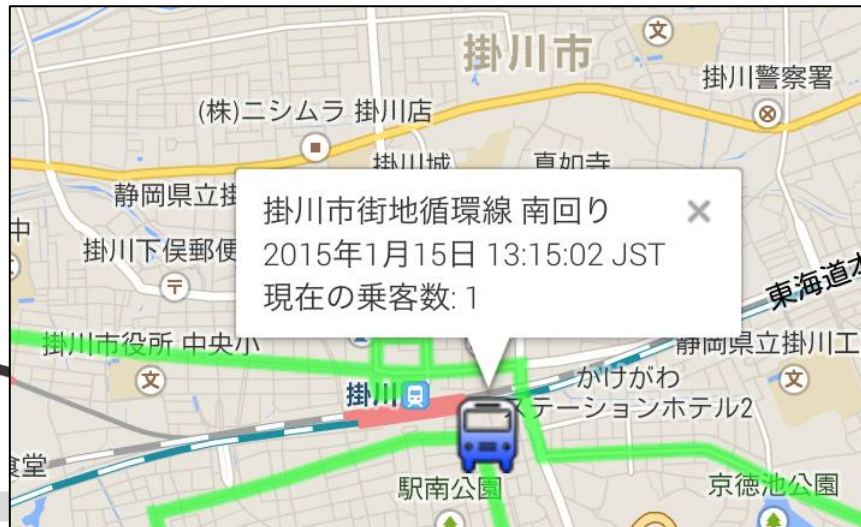 掛川市
掛川警察署
(株)ニシムラ 掛川店
掛川城
真如寺
静岡県立掛
中
掛川下俣郵便
掛川市街地循環線 南回り
2015年1月15日 13:15:02 JST
現在の乗客数: 1
東海道本
掛川市役所 中央小
静岡県立掛川工
掛川
かけがわ
ステーションホテル2
食堂
駅南公園
京徳池公園